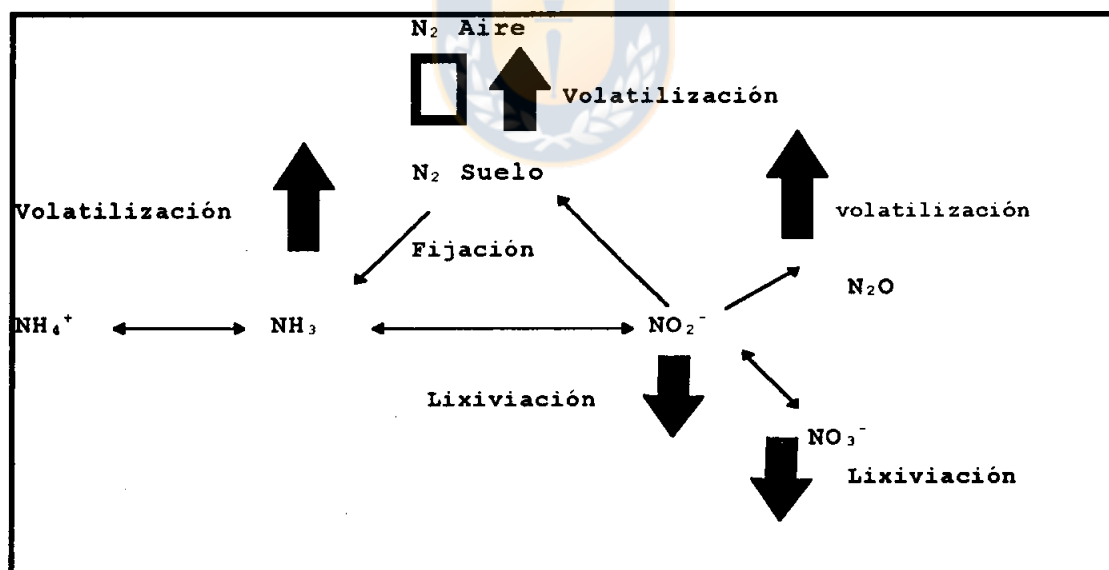 N₂ Aire
Volatilización
N₂ Suelo
Volatilización
volatilización
Fijación
N₂O
NH₄⁺
NH₃
NO₂⁻
Lixiviación
NO₃⁻
Lixiviación